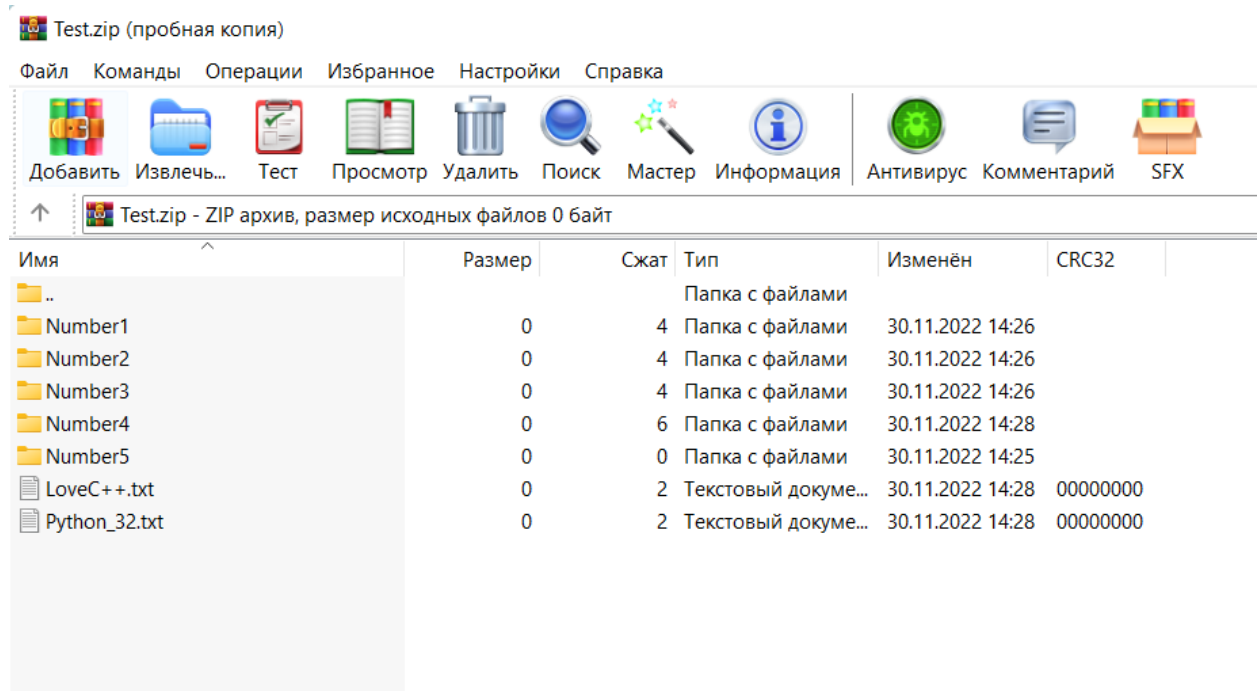 Test.zip (пробная копия)
Файл Команды Операции Избранное Настройки Справка
Добавить Извлечь... Тест Просмотр Удалить Поиск Мастер Информация Антивирус Комментарий SFX
Test.zip - ZIP архив, размер исходных файлов 0 байт
Имя Размер Сжат Тип Изменён CRC32
.. Папка с файлами
Number1 0 4 Папка с файлами 30.11.2022 14:26
Number2 0 4 Папка с файлами 30.11.2022 14:26
Number3 0 4 Папка с файлами 30.11.2022 14:26
Number4 0 6 Папка с файлами 30.11.2022 14:28
Number5 0 0 Папка с файлами 30.11.2022 14:25
LoveC++.txt 0 2 Текстовый докуме... 30.11.2022 14:28 00000000
Python_32.txt 0 2 Текстовый докуме... 30.11.2022 14:28 00000000